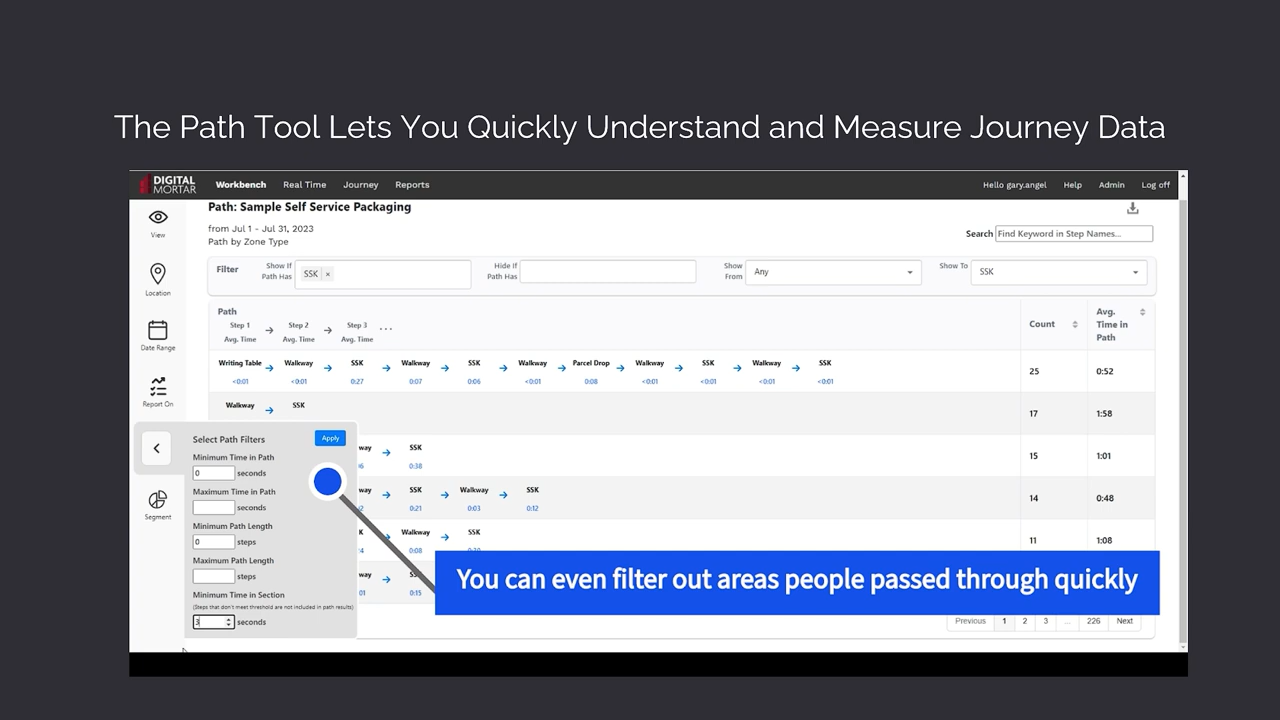 The Path Tool Lets You Quickly Understand and Measure Journey Data
DIGITAL MORTAR
Workbench Real Time Journey Reports Hello gary.angel Help Admin Log off
Path: Sample Self Service Packaging
from Jul 1 - Jul 31, 2023
Path by Zone Type
Search Find Keyword in Step Names...
View
Location
Date Range
Report On
Segment
Filter Show If Path Has SSK × Hide If Path Has Show From Any Show To SSK
Path
Step 1 Step 2 Step 3 ...
Avg. Time Avg. Time Avg. Time
Count Avg. Time in Path
Writing Table Walkway SSK Walkway SSK Walkway Parcel Drop Walkway SSK Walkway SSK
<0:01 <0:01 0:27 0:07 0:06 <0:01 0:08 <0:01 <0:01 <0:01 <0:01
25 0:52
Walkway SSK
17 1:58
way SSK
6 0:38
15 1:01
way SSK Walkway SSK
2 0:21 0:03 0:12
14 0:48
K Walkway SSK
4 0:08
11 1:08
way
01 0:15
Select Path Filters Apply
Minimum Time in Path
0 seconds
Maximum Time in Path
seconds
Minimum Path Length
0 steps
Maximum Path Length
steps
Minimum Time in Section
(Steps that don't meet threshold are not included in path results)
3 seconds
You can even filter out areas people passed through quickly
Previous 1 2 3 ... 226 Next